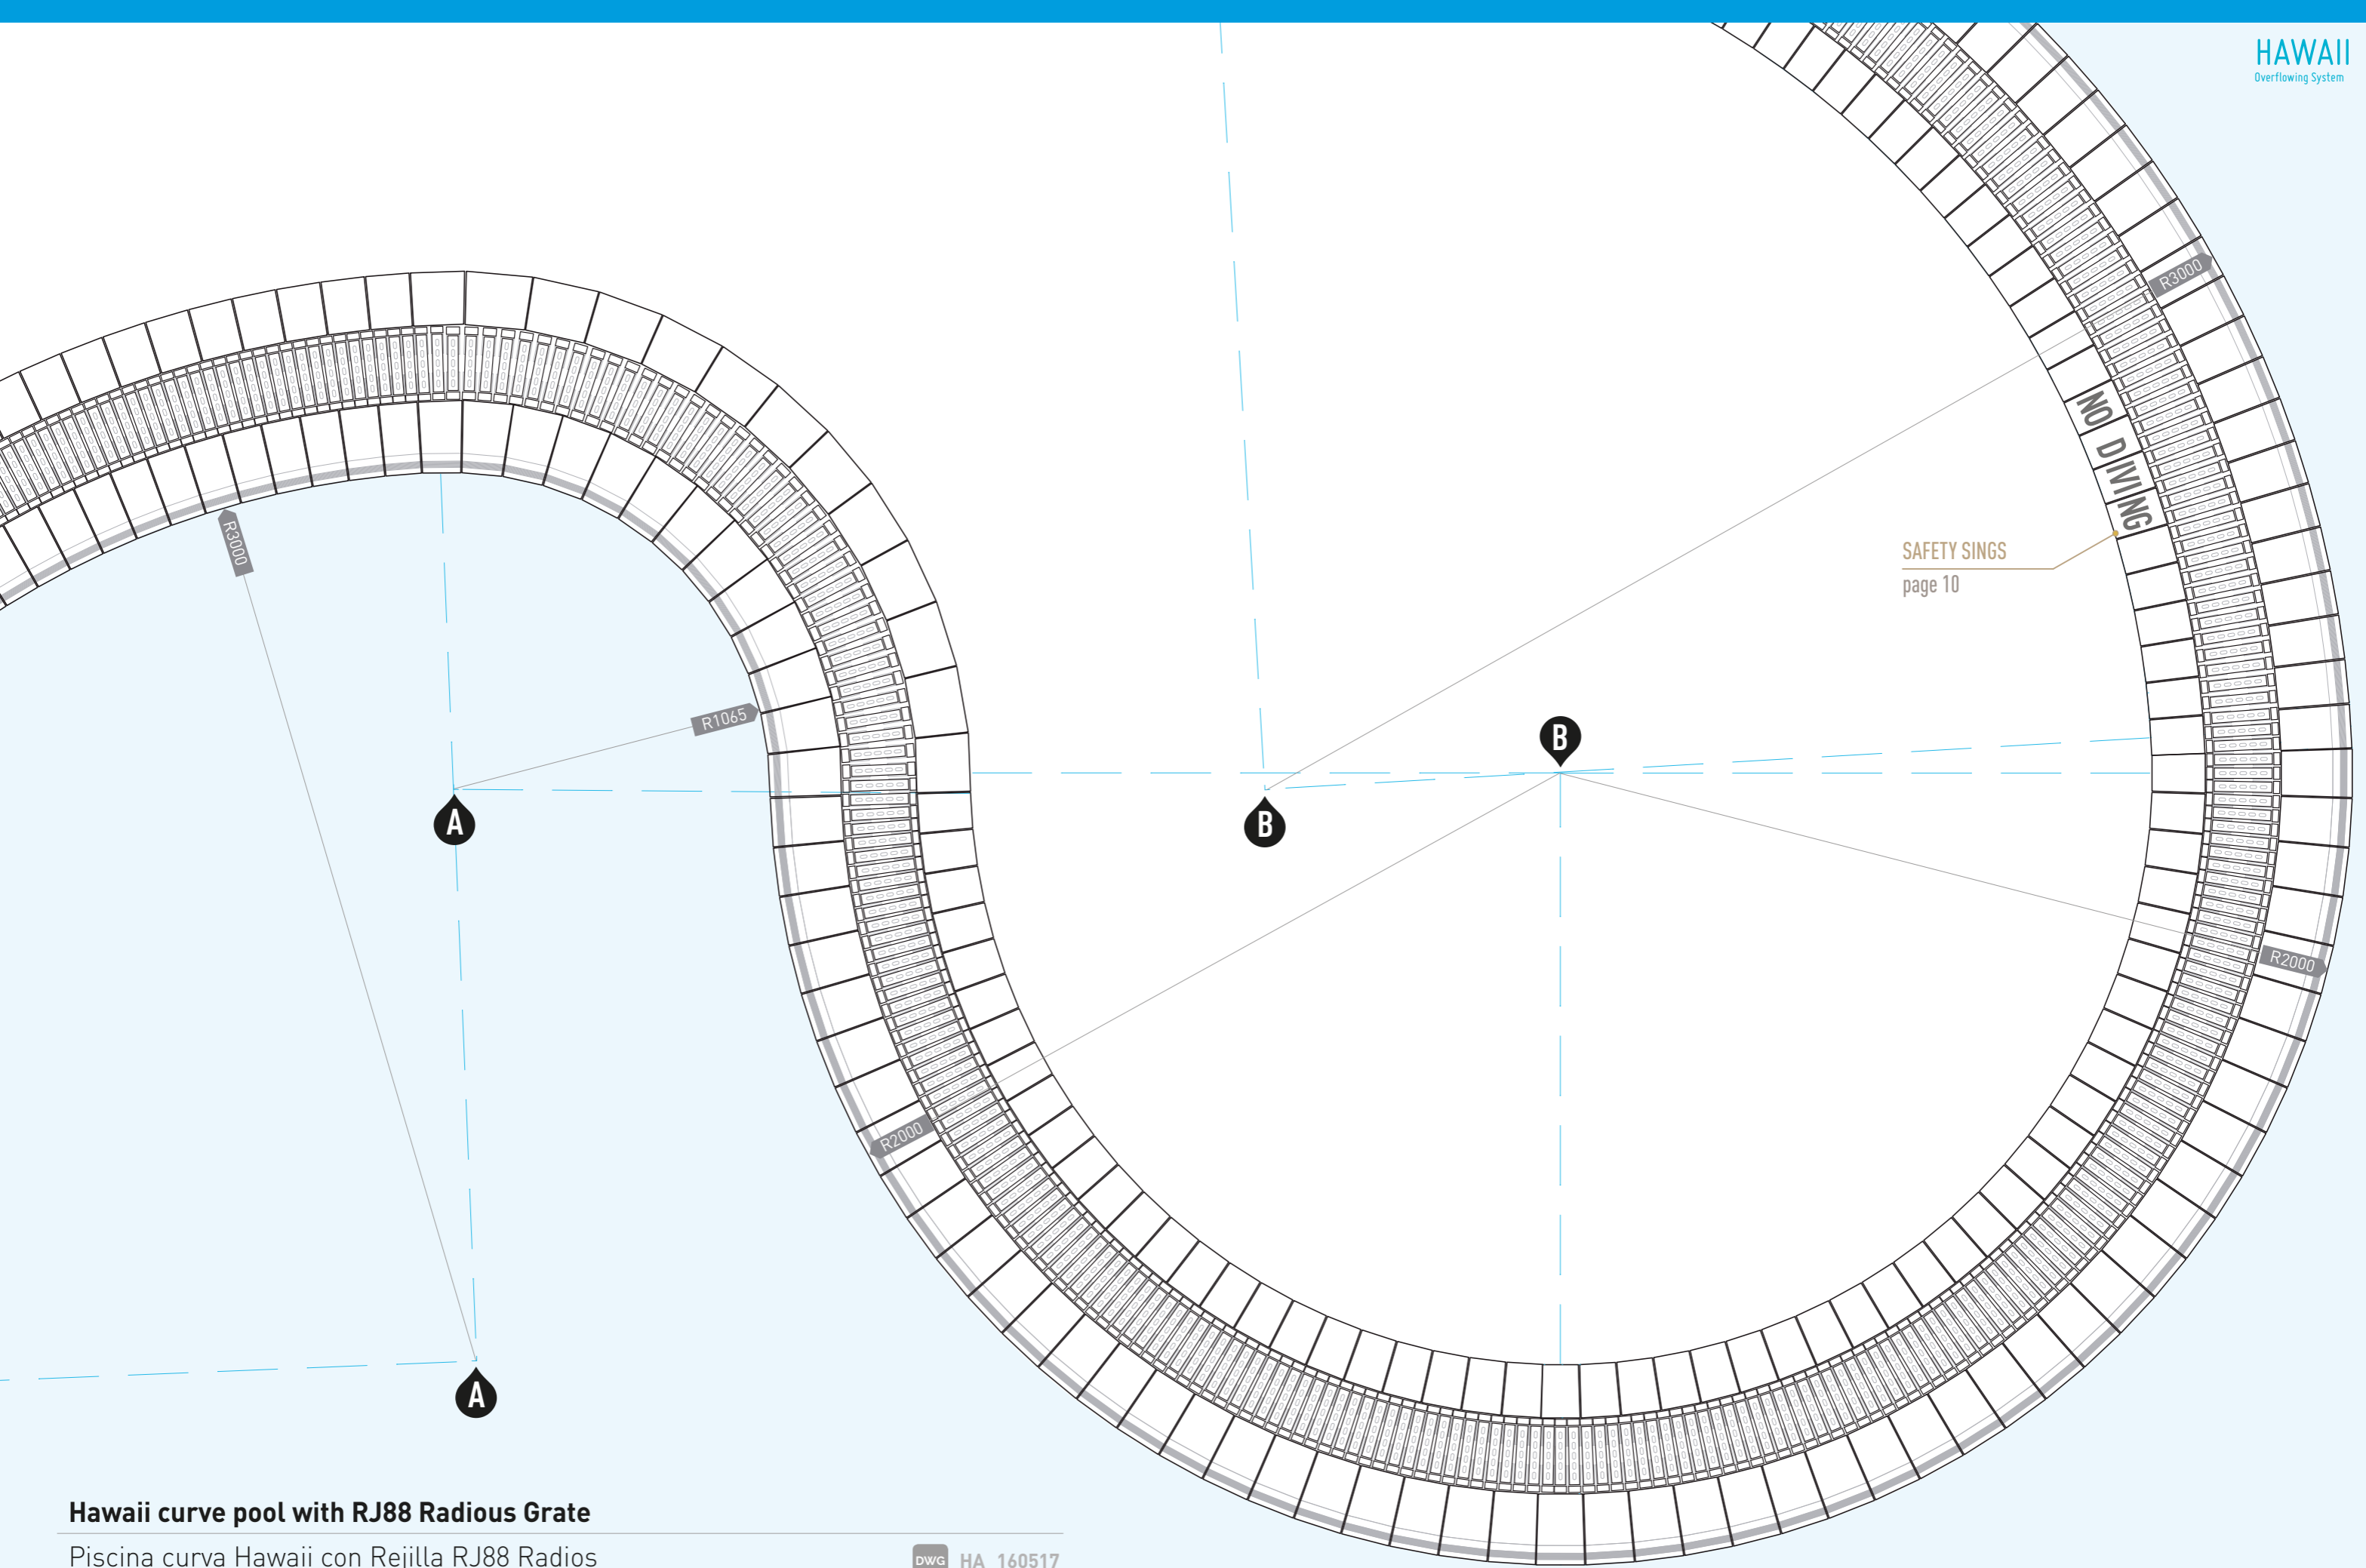 HAWAII
Overflowing System
R3000
NO DIVING
SAFETY SINGS
page 10
R3000
R1065
B
A
B
R2000
R2000
A
Hawaii curve pool with RJ88 Radious Grate
Piscina curva Hawaii con Rejilla RJ88 Radios
DWG HA_160517